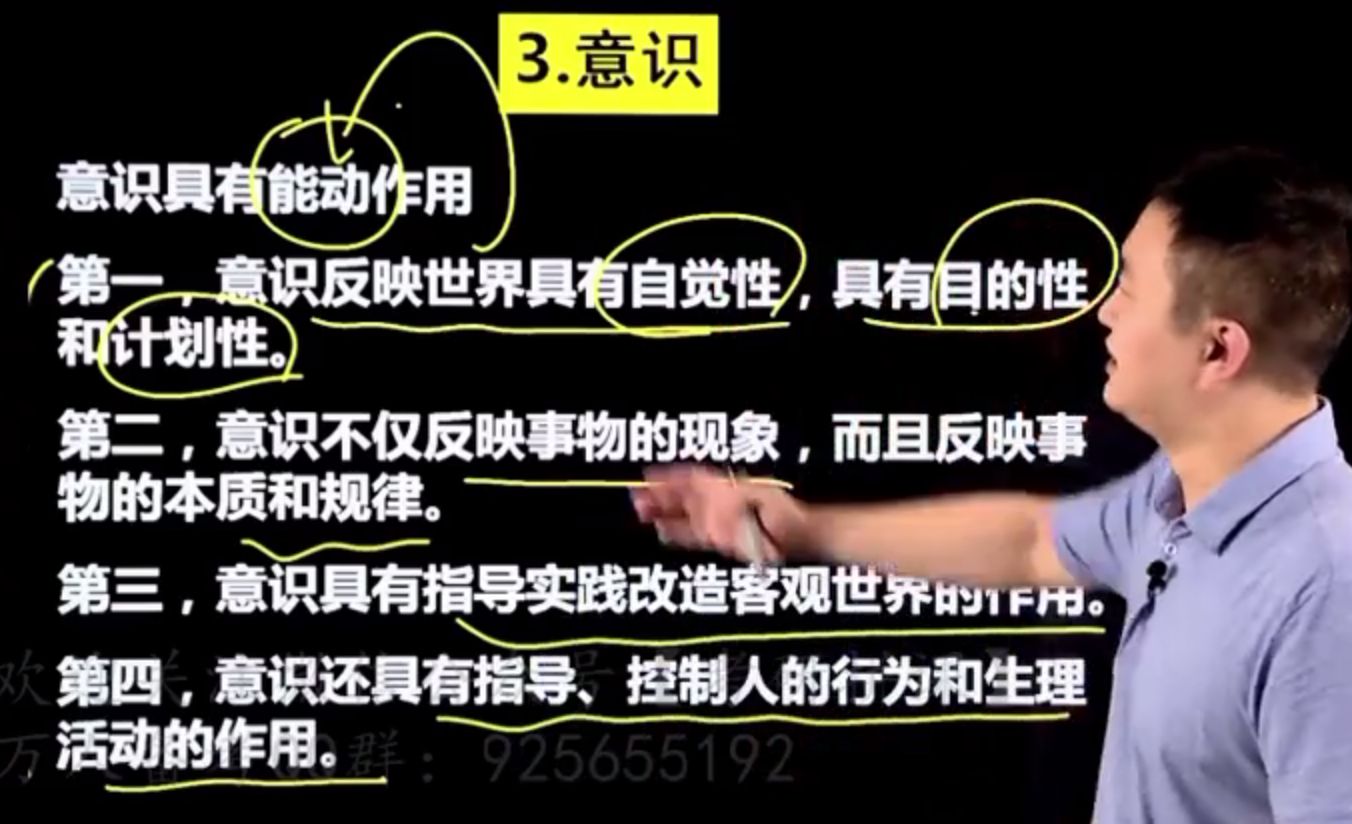 3.意识
意识具有能动作用
第一，意识反映世界具有自觉性，具有目的性
和计划性。
第二，意识不仅反映事物的现象，而且反映事
物的本质和规律。
第三，意识具有指导实践改造客观世界的作用。
第四，意识还具有指导、控制人的行为和生理
活动的作用。
群：925655192